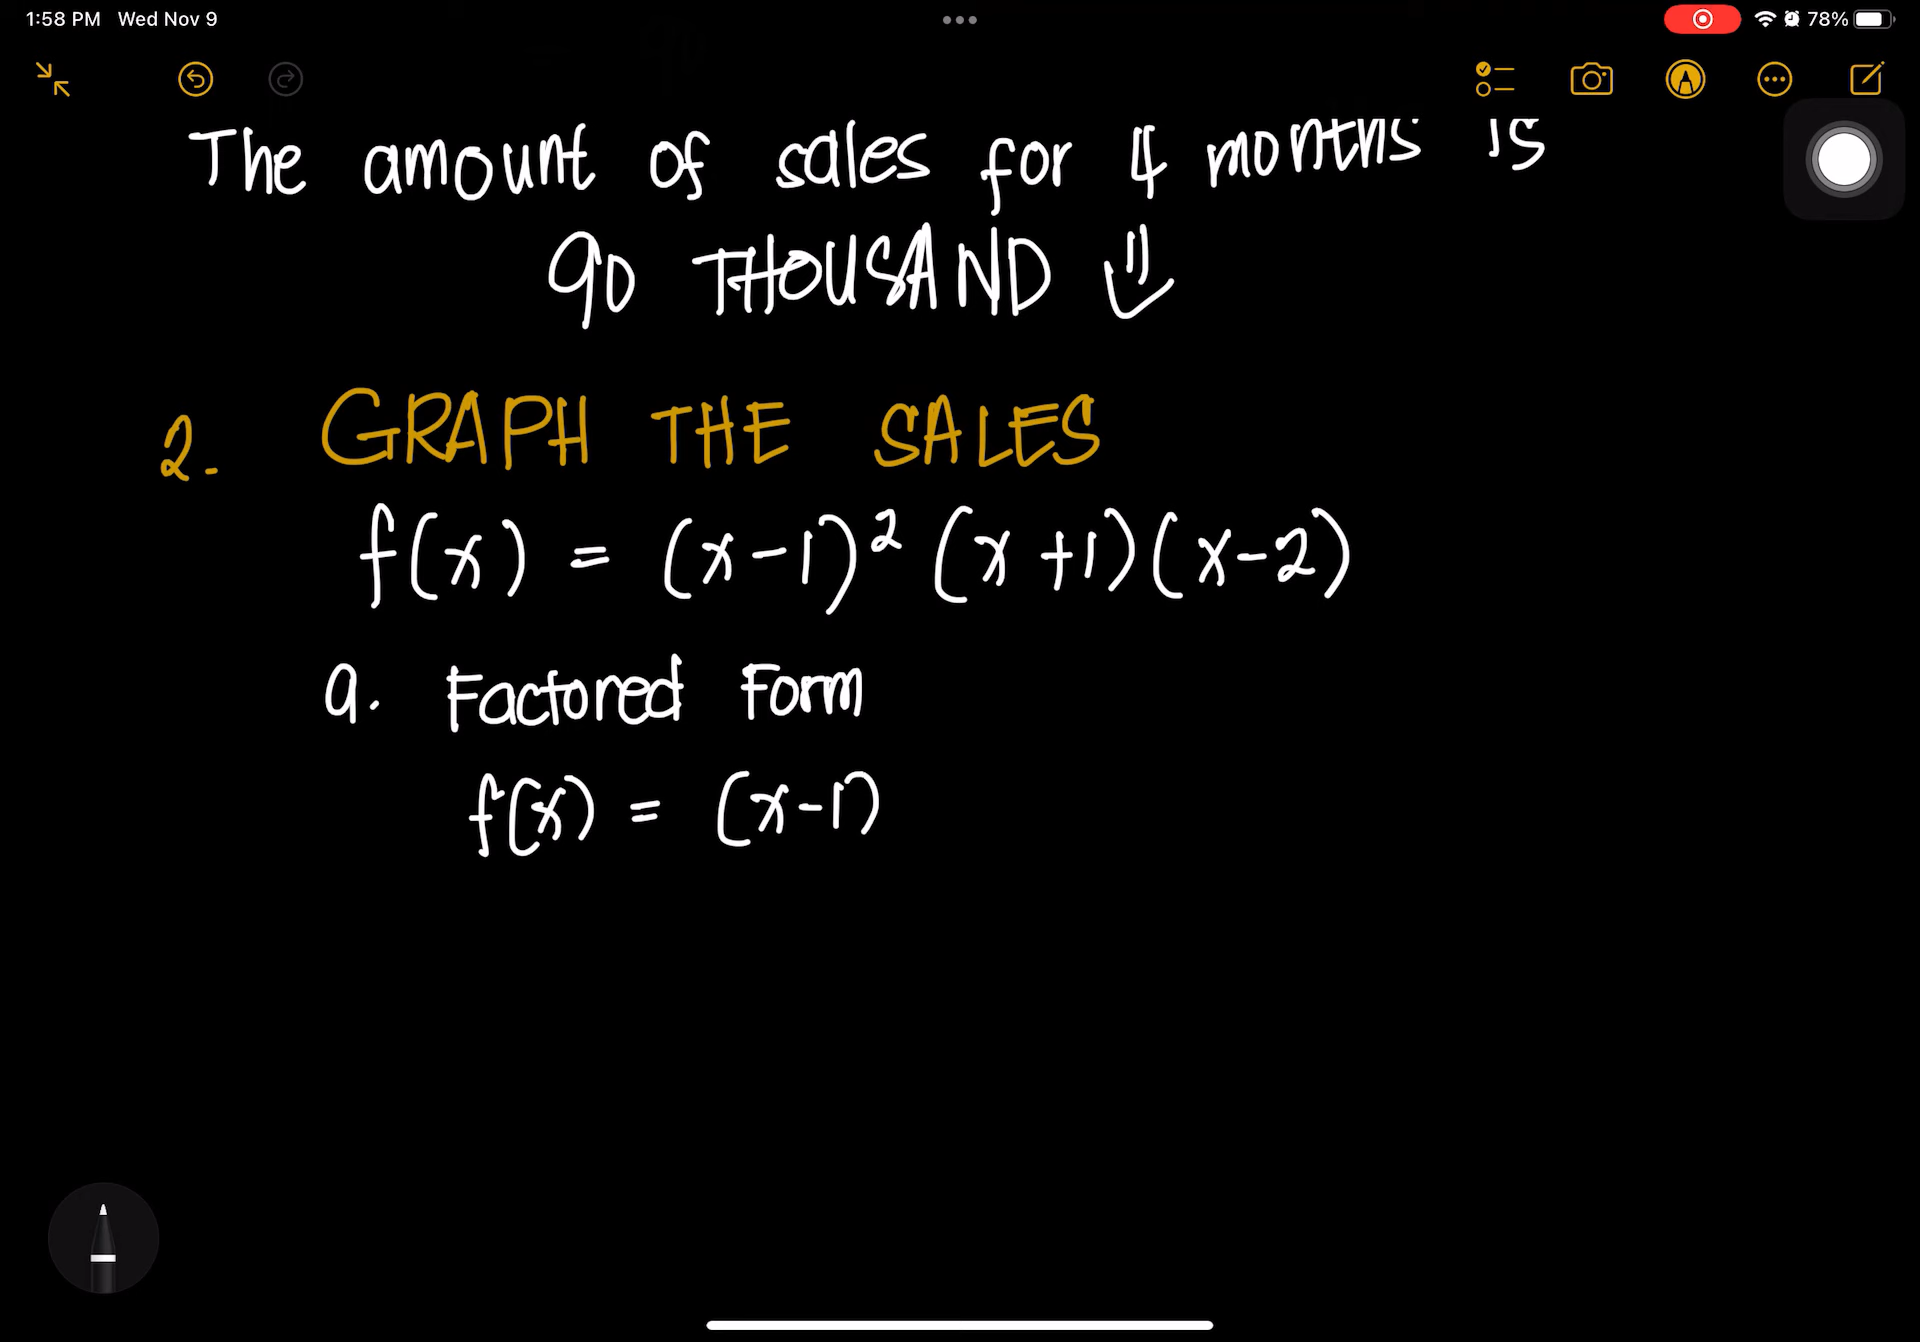 1:58 PM Wed Nov 9
78%
The amount of sales for 4 months is
90 THOUSAND
2. GRAPH THE SALES
f(x) = (x-1)² (x+1)(x-2)
a. Factored Form
f(x) = (x-1)